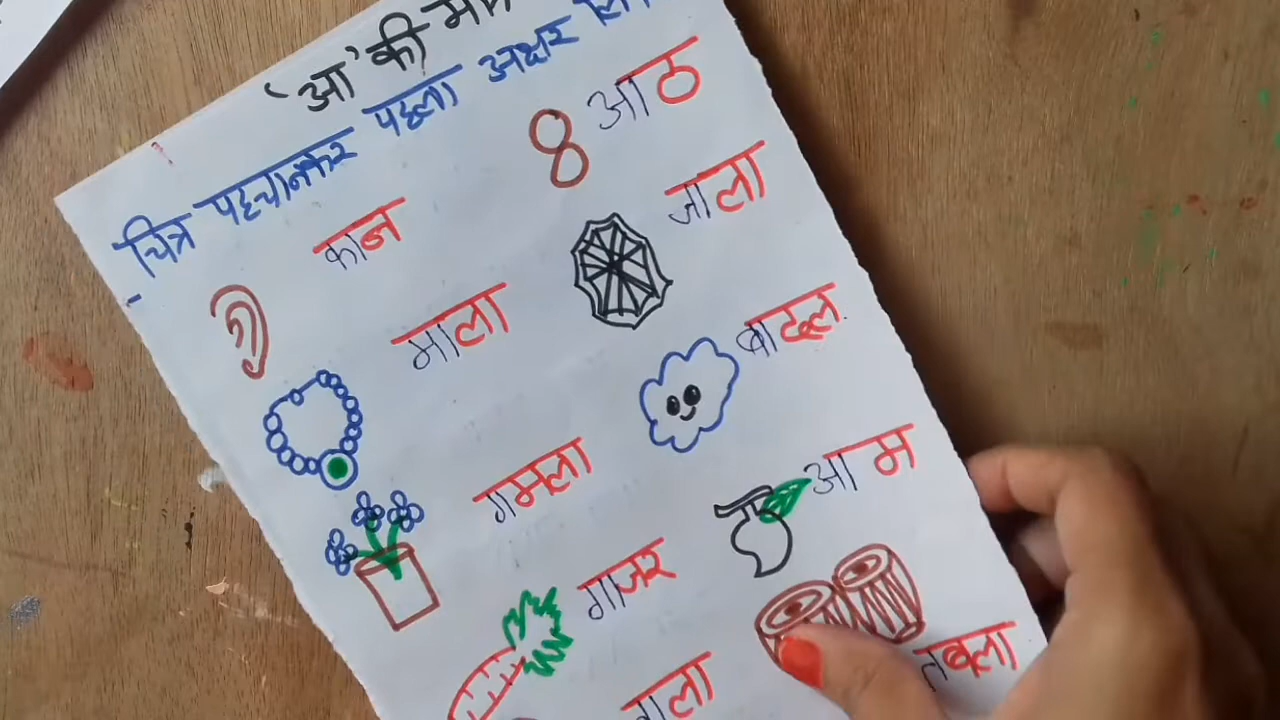 'आ' की
चित्र पहचानकर पहला अक्षर
कान
8 आठ
माला
जाला
गमला
बादल
गाजर
आम
तबला